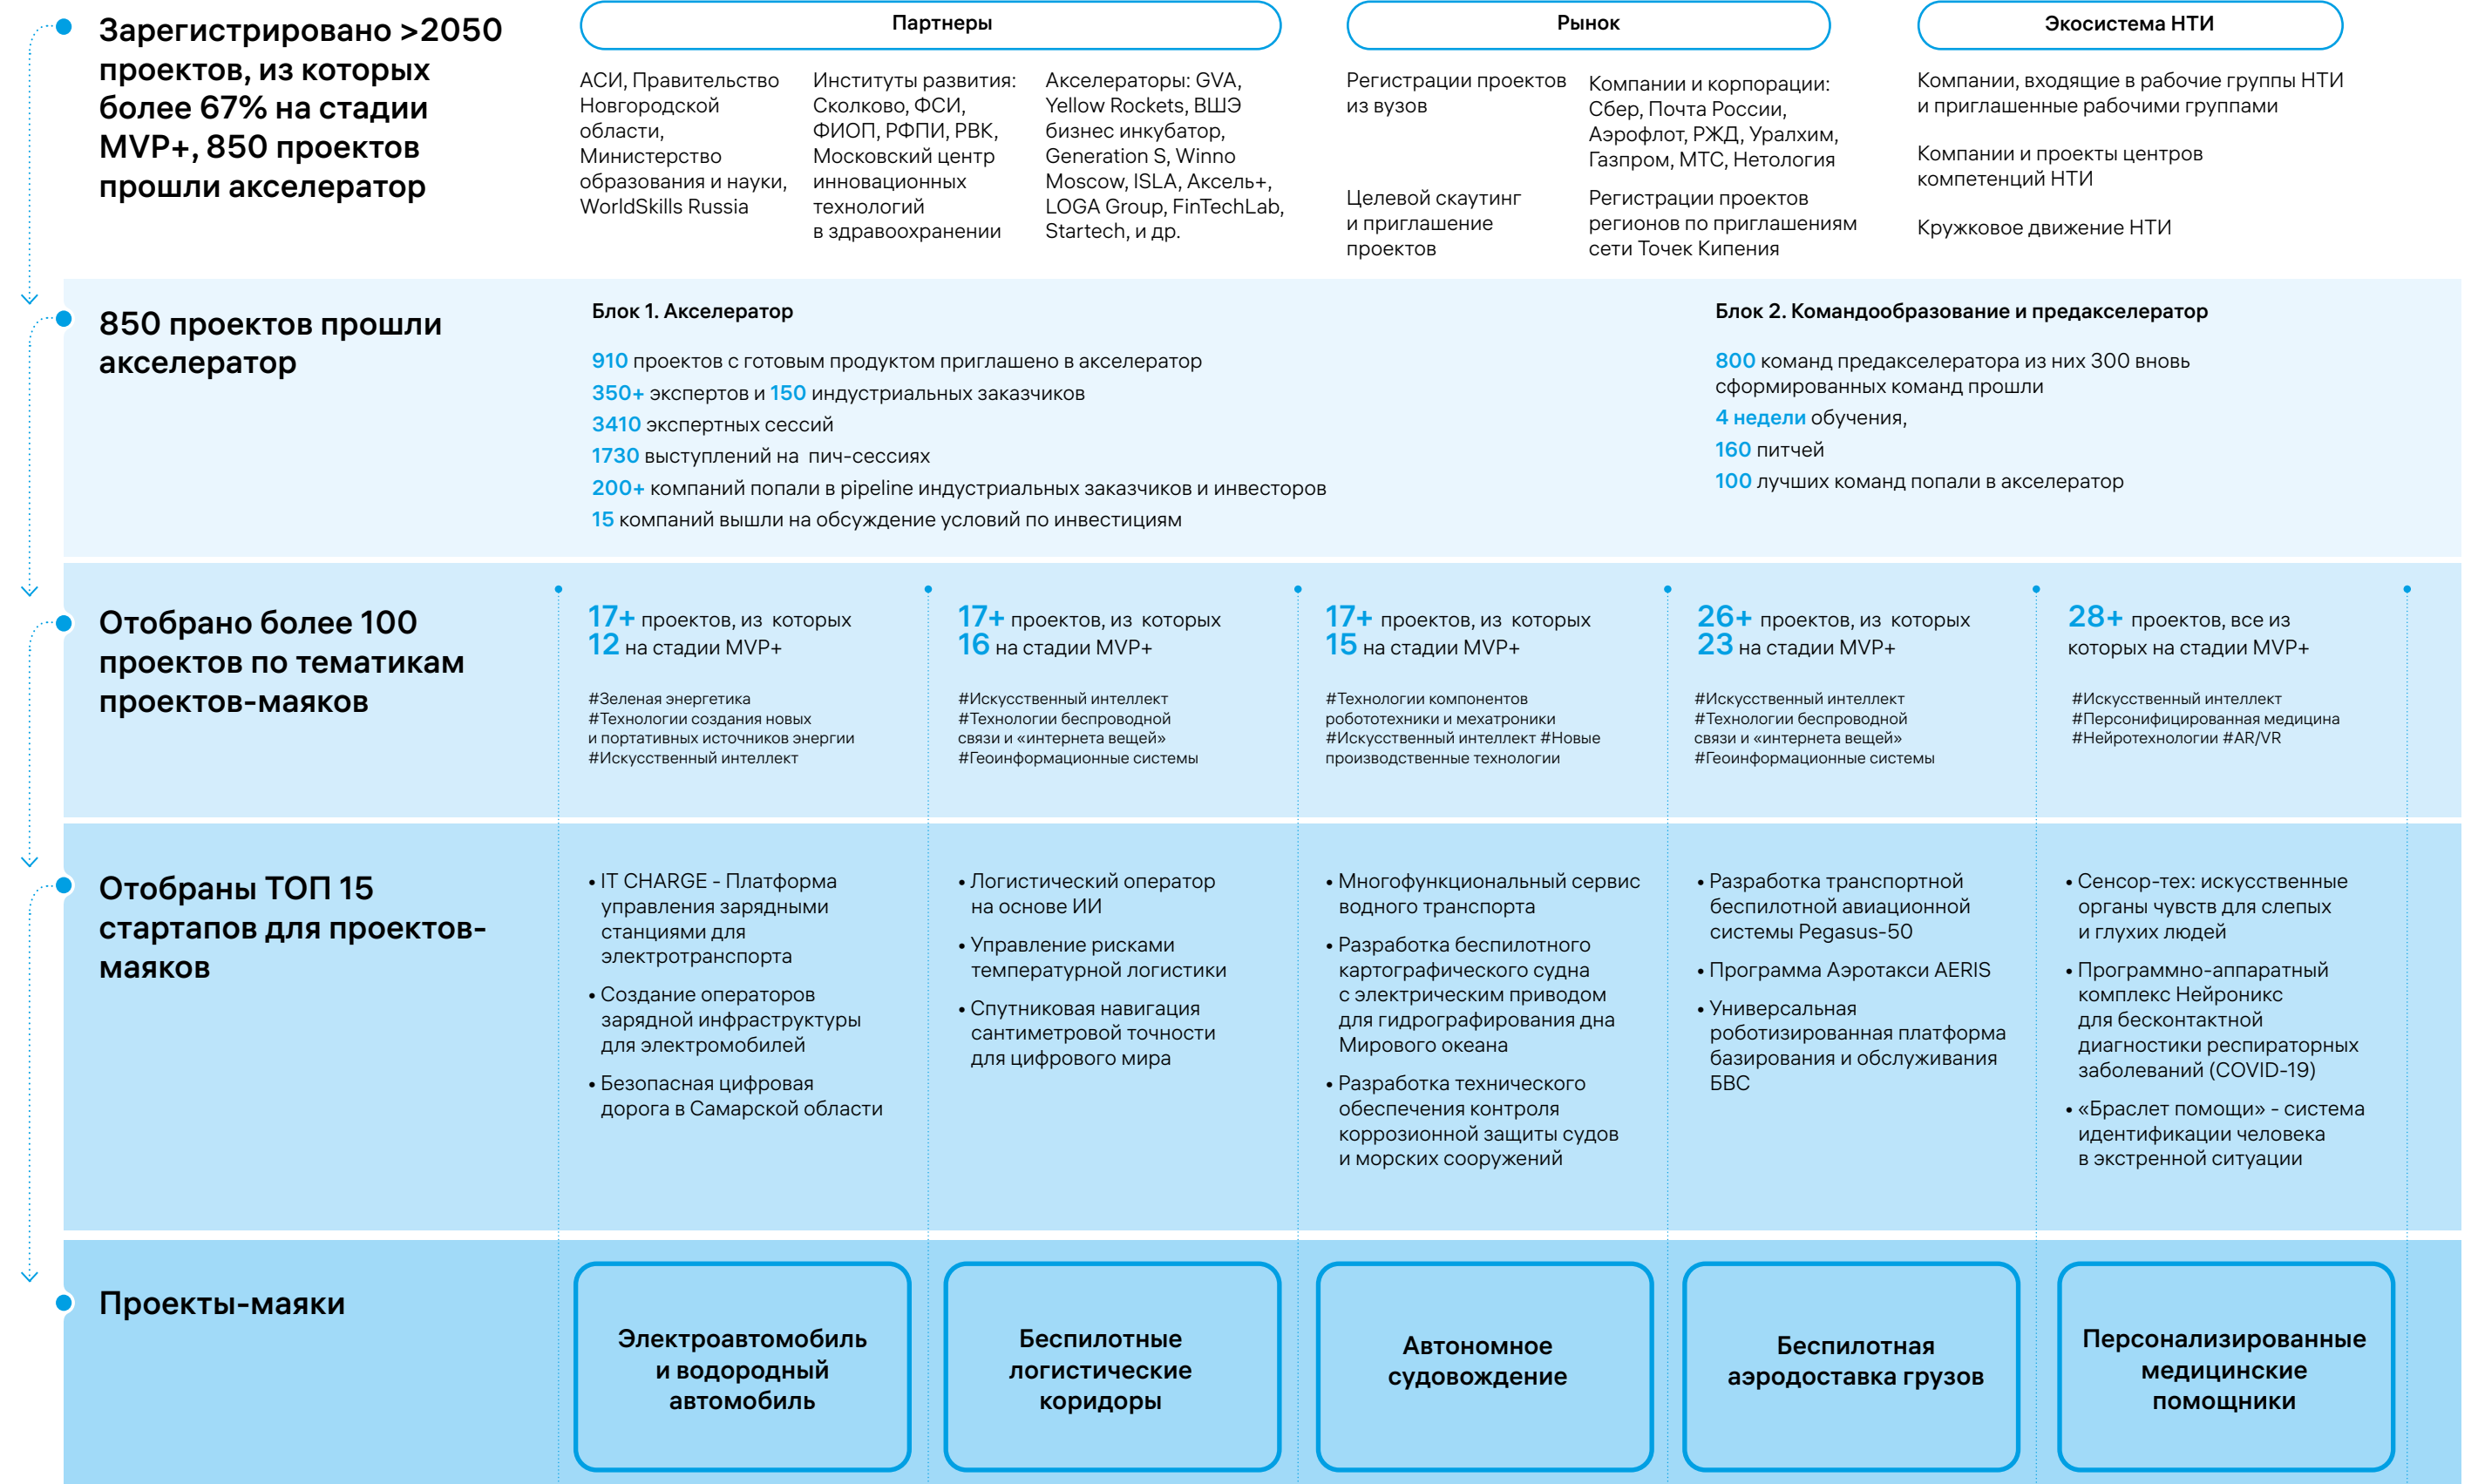 Зарегистрировано >2050
проектов, из которых
более 67% на стадии
MVP+, 850 проектов
прошли акселератор
Партнеры
АСИ, Правительство
Новгородской
области,
Министерство
образования и науки,
WorldSkills Russia
Институты развития:
Сколково, ФСИ,
ФИОП, РФПИ, РВК,
Московский центр
инновационных
технологий
в здравоохранении
Акселераторы: GVA,
Yellow Rockets, ВШЭ
бизнес инкубатор,
Generation S, Winno
Moscow, ISLA, Аксель+,
LOGA Group, FinTechLab,
Startech, и др.
Рынок
Регистрации проектов
из вузов
Целевой скаутинг
и приглашение
проектов
Компании и корпорации:
Сбер, Почта России,
Аэрофлот, РЖД, Уралхим,
Газпром, МТС, Нетология
Регистрации проектов
регионов по приглашениям
сети Точек Кипения
Экосистема НТИ
Компании, входящие в рабочие группы НТИ
и приглашенные рабочими группами
Компании и проекты центров
компетенций НТИ
Кружковое движение НТИ
850 проектов прошли
акселератор
Блок 1. Акселератор
910 проектов с готовым продуктом приглашено в акселератор
350+ экспертов и 150 индустриальных заказчиков
3410 экспертных сессий
1730 выступлений на пич-сессиях
200+ компаний попали в pipeline индустриальных заказчиков и инвесторов
15 компаний вышли на обсуждение условий по инвестициям
Блок 2. Командообразование и предакселератор
800 команд предакселератора из них 300 вновь
сформированных команд прошли
4 недели обучения,
160 питчей
100 лучших команд попали в акселератор
Отобрано более 100
проектов по тематикам
проектов-маяков
17+ проектов, из которых
12 на стадии MVP+
#Зеленая энергетика
#Технологии создания новых
и портативных источников энергии
#Искусственный интеллект
17+ проектов, из которых
16 на стадии MVP+
#Искусственный интеллект
#Технологии беспроводной
связи и «интернета вещей»
#Геоинформационные системы
17+ проектов, из которых
15 на стадии MVP+
#Технологии компонентов
робототехники и мехатроники
#Искусственный интеллект #Новые
производственные технологии
26+ проектов, из которых
23 на стадии MVP+
#Искусственный интеллект
#Технологии беспроводной
связи и «интернета вещей»
#Геоинформационные системы
28+ проектов, все из
которых на стадии MVP+
#Искусственный интеллект
#Персонифицированная медицина
#Нейротехнологии #AR/VR
Отобраны ТОП 15
стартапов для проектов-
маяков
• IT CHARGE - Платформа
управления зарядными
станциями для
электротранспорта
• Создание операторов
зарядной инфраструктуры
для электромобилей
• Безопасная цифровая
дорога в Самарской области
• Логистический оператор
на основе ИИ
• Управление рисками
температурной логистики
• Спутниковая навигация
сантиметровой точности
для цифрового мира
• Многофункциональный сервис
водного транспорта
• Разработка беспилотного
картографического судна
с электрическим приводом
для гидрографирования дна
Мирового океана
• Разработка технического
обеспечения контроля
коррозионной защиты судов
и морских сооружений
• Разработка транспортной
беспилотной авиационной
системы Pegasus-50
• Программа Аэротакси AERIS
• Универсальная
роботизированная платформа
базирования и обслуживания
БВС
• Сенсор-тех: искусственные
органы чувств для слепых
и глухих людей
• Программно-аппаратный
комплекс Нейроникс
для бесконтактной
диагностики респираторных
заболеваний (COVID-19)
• «Браслет помощи» - система
идентификации человека
в экстренной ситуации
Проекты-маяки
Электроавтомобиль
и водородный
автомобиль
Беспилотные
логистические
коридоры
Автономное
судовождение
Беспилотная
аэродоставка грузов
Персонализированные
медицинские
помощники